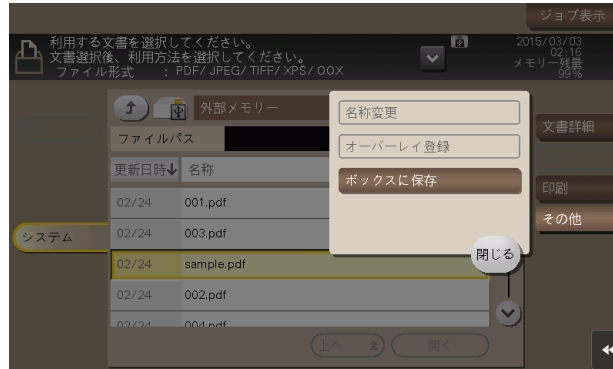 ジョブ表示
利用する文書を選択してください。
文書選択後、利用方法を選択してください。
ファイル形式 : PDF/ JPEG/ TIFF/ XPS/ OOX
2015/03/03
02:16
メモリー残量
99%
外部メモリー
ファイルパス
更新日時↓ 名称
02/24 001.pdf
02/24 003.pdf
02/24 sample.pdf
02/24 002.pdf
02/24 004.pdf
上へ
開く
システム
名称変更
オーバーレイ登録
ボックスに保存
閉じる
文書詳細
印刷
その他